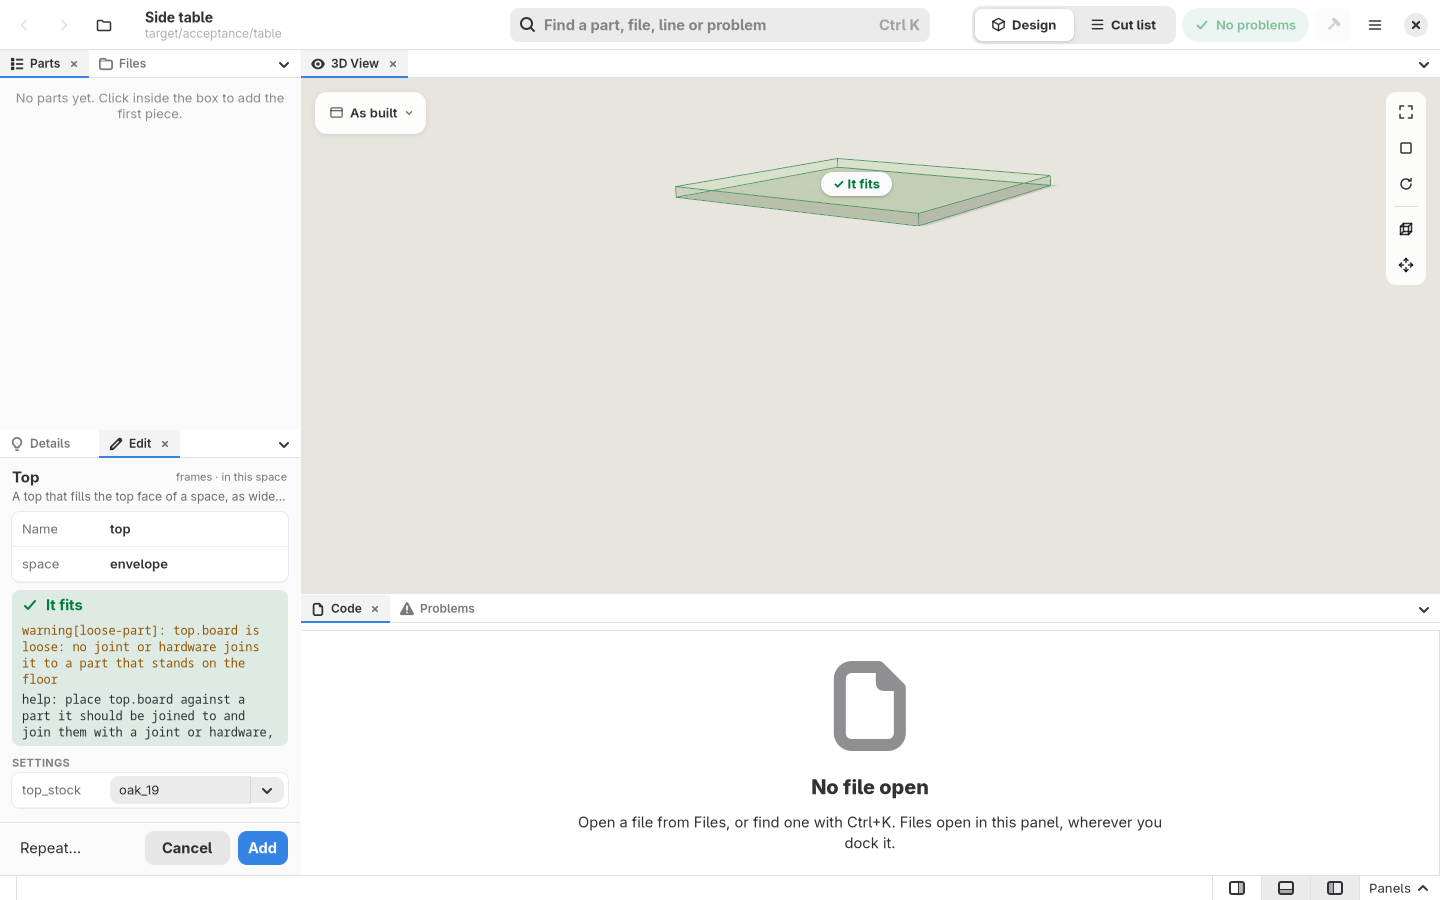 Side table
target/acceptance/table
Find a part, file, line or problem
Ctrl K
Design
Cut list
No problems
Parts
Files
3D View
No parts yet. Click inside the box to add the
first piece.
As built
It fits
Details
Edit
Top
frames · in this space
A top that fills the top face of a space, as wide...
Name
top
space
envelope
It fits
warning[loose-part]: top.board is
loose: no joint or hardware joins
it to a part that stands on the
floor
help: place top.board against a
part it should be joined to and
join them with a joint or hardware,
SETTINGS
top_stock
oak_19
Repeat...
Cancel
Add
Code
Problems
No file open
Open a file from Files, or find one with Ctrl+K. Files open in this panel, wherever you
dock it.
Panels